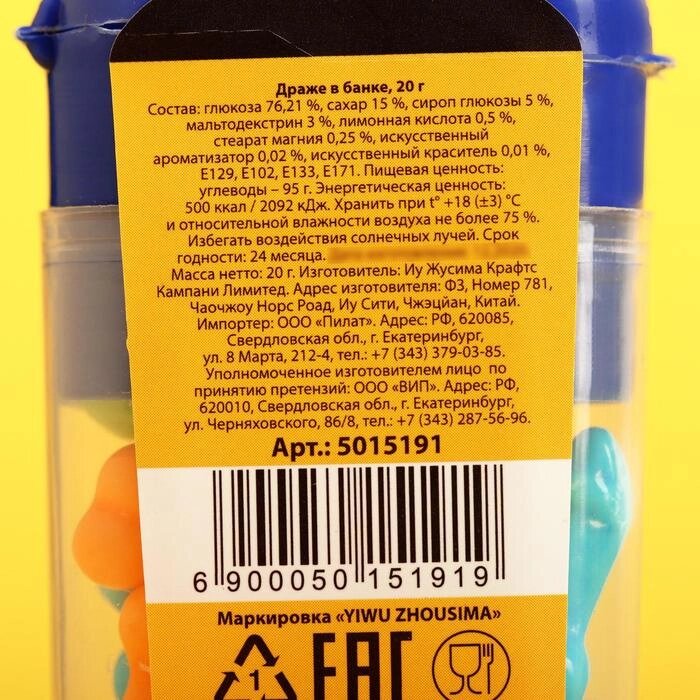 Драже в банке, 20 г
Состав: глюкоза 76,21 %, сахар 15 %, сироп глюкозы 5 %,
мальтодекстрин 3 %, лимонная кислота 0,5 %,
стеарат магния 0,25 %, искусственный
ароматизатор 0,02 %, искусственный краситель 0,01 %,
Е129, Е102, Е133, Е171. Пищевая ценность:
углеводы – 95 г. Энергетическая ценность:
500 ккал / 2092 кДж. Хранить при t° +18 (±3) °C
и относительной влажности воздуха не более 75 %.
Избегать воздействия солнечных лучей. Срок
годности: 24 месяца.
Масса нетто: 20 г. Изготовитель: Иу Жусима Крафтс
Кампани Лимитед. Адрес изготовителя: ФЗ, Номер 781,
Чаочжоу Норс Роад, Иу Сити, Чжэцйан, Китай.
Импортер: ООО «Пилат». Адрес: РФ, 620085,
Свердловская обл., г. Екатеринбург,
ул. 8 Марта, 212-4, тел.: +7 (343) 379-03-85.
Уполномоченное изготовителем лицо по
принятию претензий: ООО «ВИП». Адрес: РФ,
620010, Свердловская обл., г. Екатеринбург,
ул. Черняховского, 86/8, тел.: +7 (343) 287-56-96.
Арт.: 5015191
6 900050 151919
Маркировка «YIWU ZHOUSIMA»
1 EAC